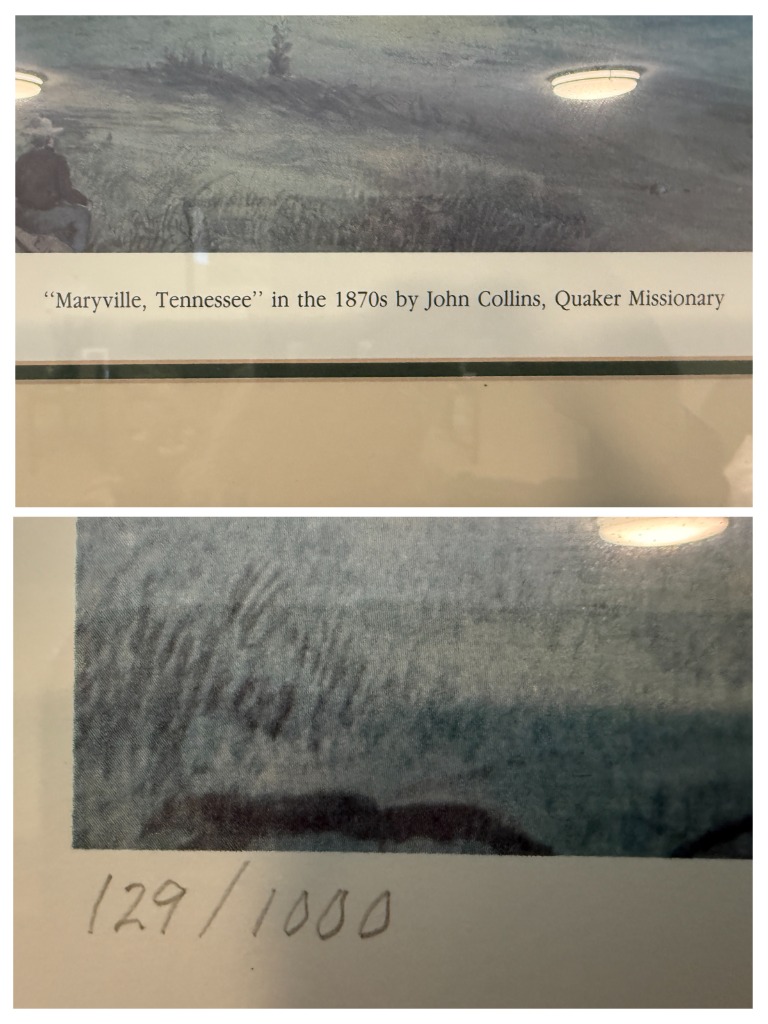 “Maryville, Tennessee” in the 1870s by John Collins, Quaker Missionary
129/1000